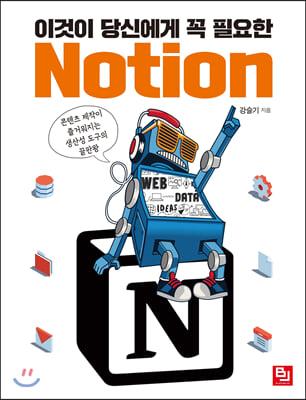 이것이 당신에게 꼭 필요한
Notion
강슬기 지음
콘텐츠 제작이
즐거워지는
생산성 도구의
끝판왕
WEB
DATA
IDEAS
N
BJ